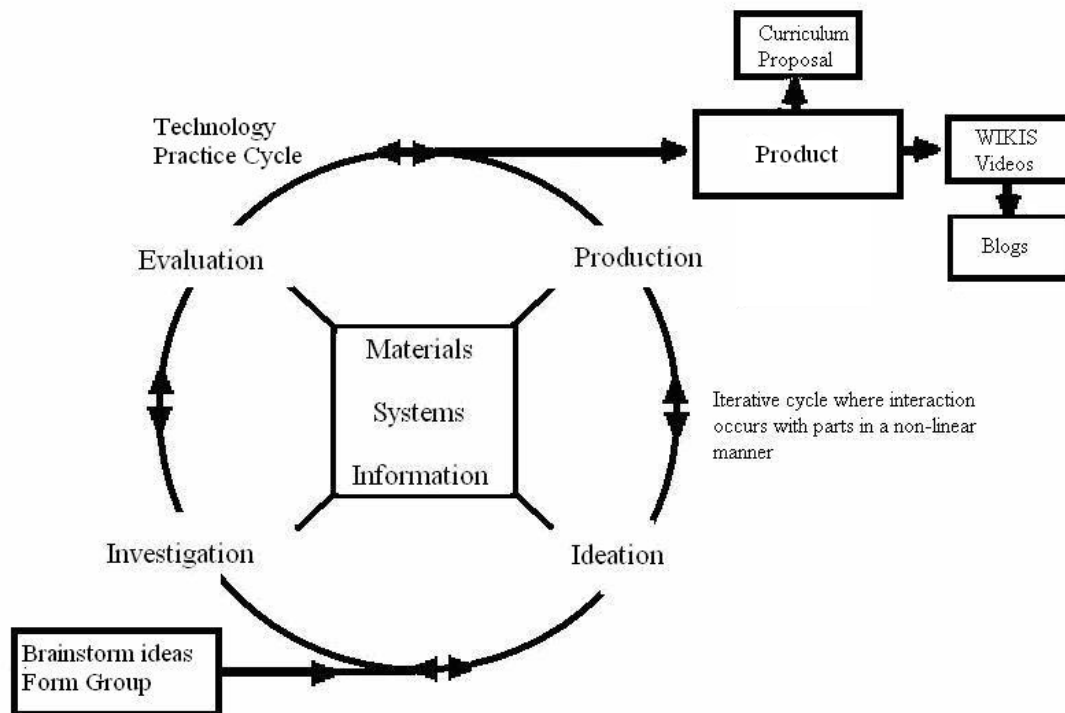 Curriculum
Proposal
Technology
Practice Cycle
Product
WIKIS
Videos
Blogs
Evaluation
Production
Materials
Systems
Information
Iterative cycle where interaction
occurs with parts in a non-linear
manner
Investigation
Ideation
Brainstorm ideas
Form Group